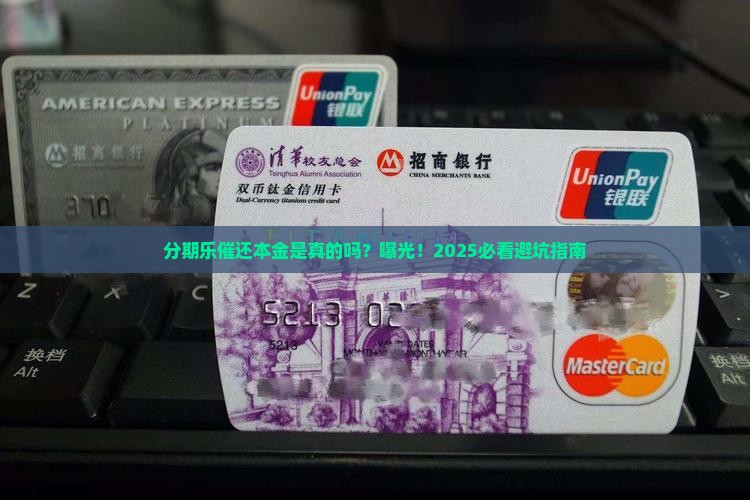 AMERICAN EXPRESS
PLATINUM
招商银行
370
UnionPay
银联
清華校友总会
Tsinghua Alumni Association
招商银行
CHINA MERCHANTS BANK
双币钛金信用卡
Dual-Currency titanium credit card
UnionPay
银联
分期乐催还本金是真的吗？曝光！2025必看避坑指南
5213 02
5213
MasterCard
Z
X
C
换档
Alt
换档
Alt